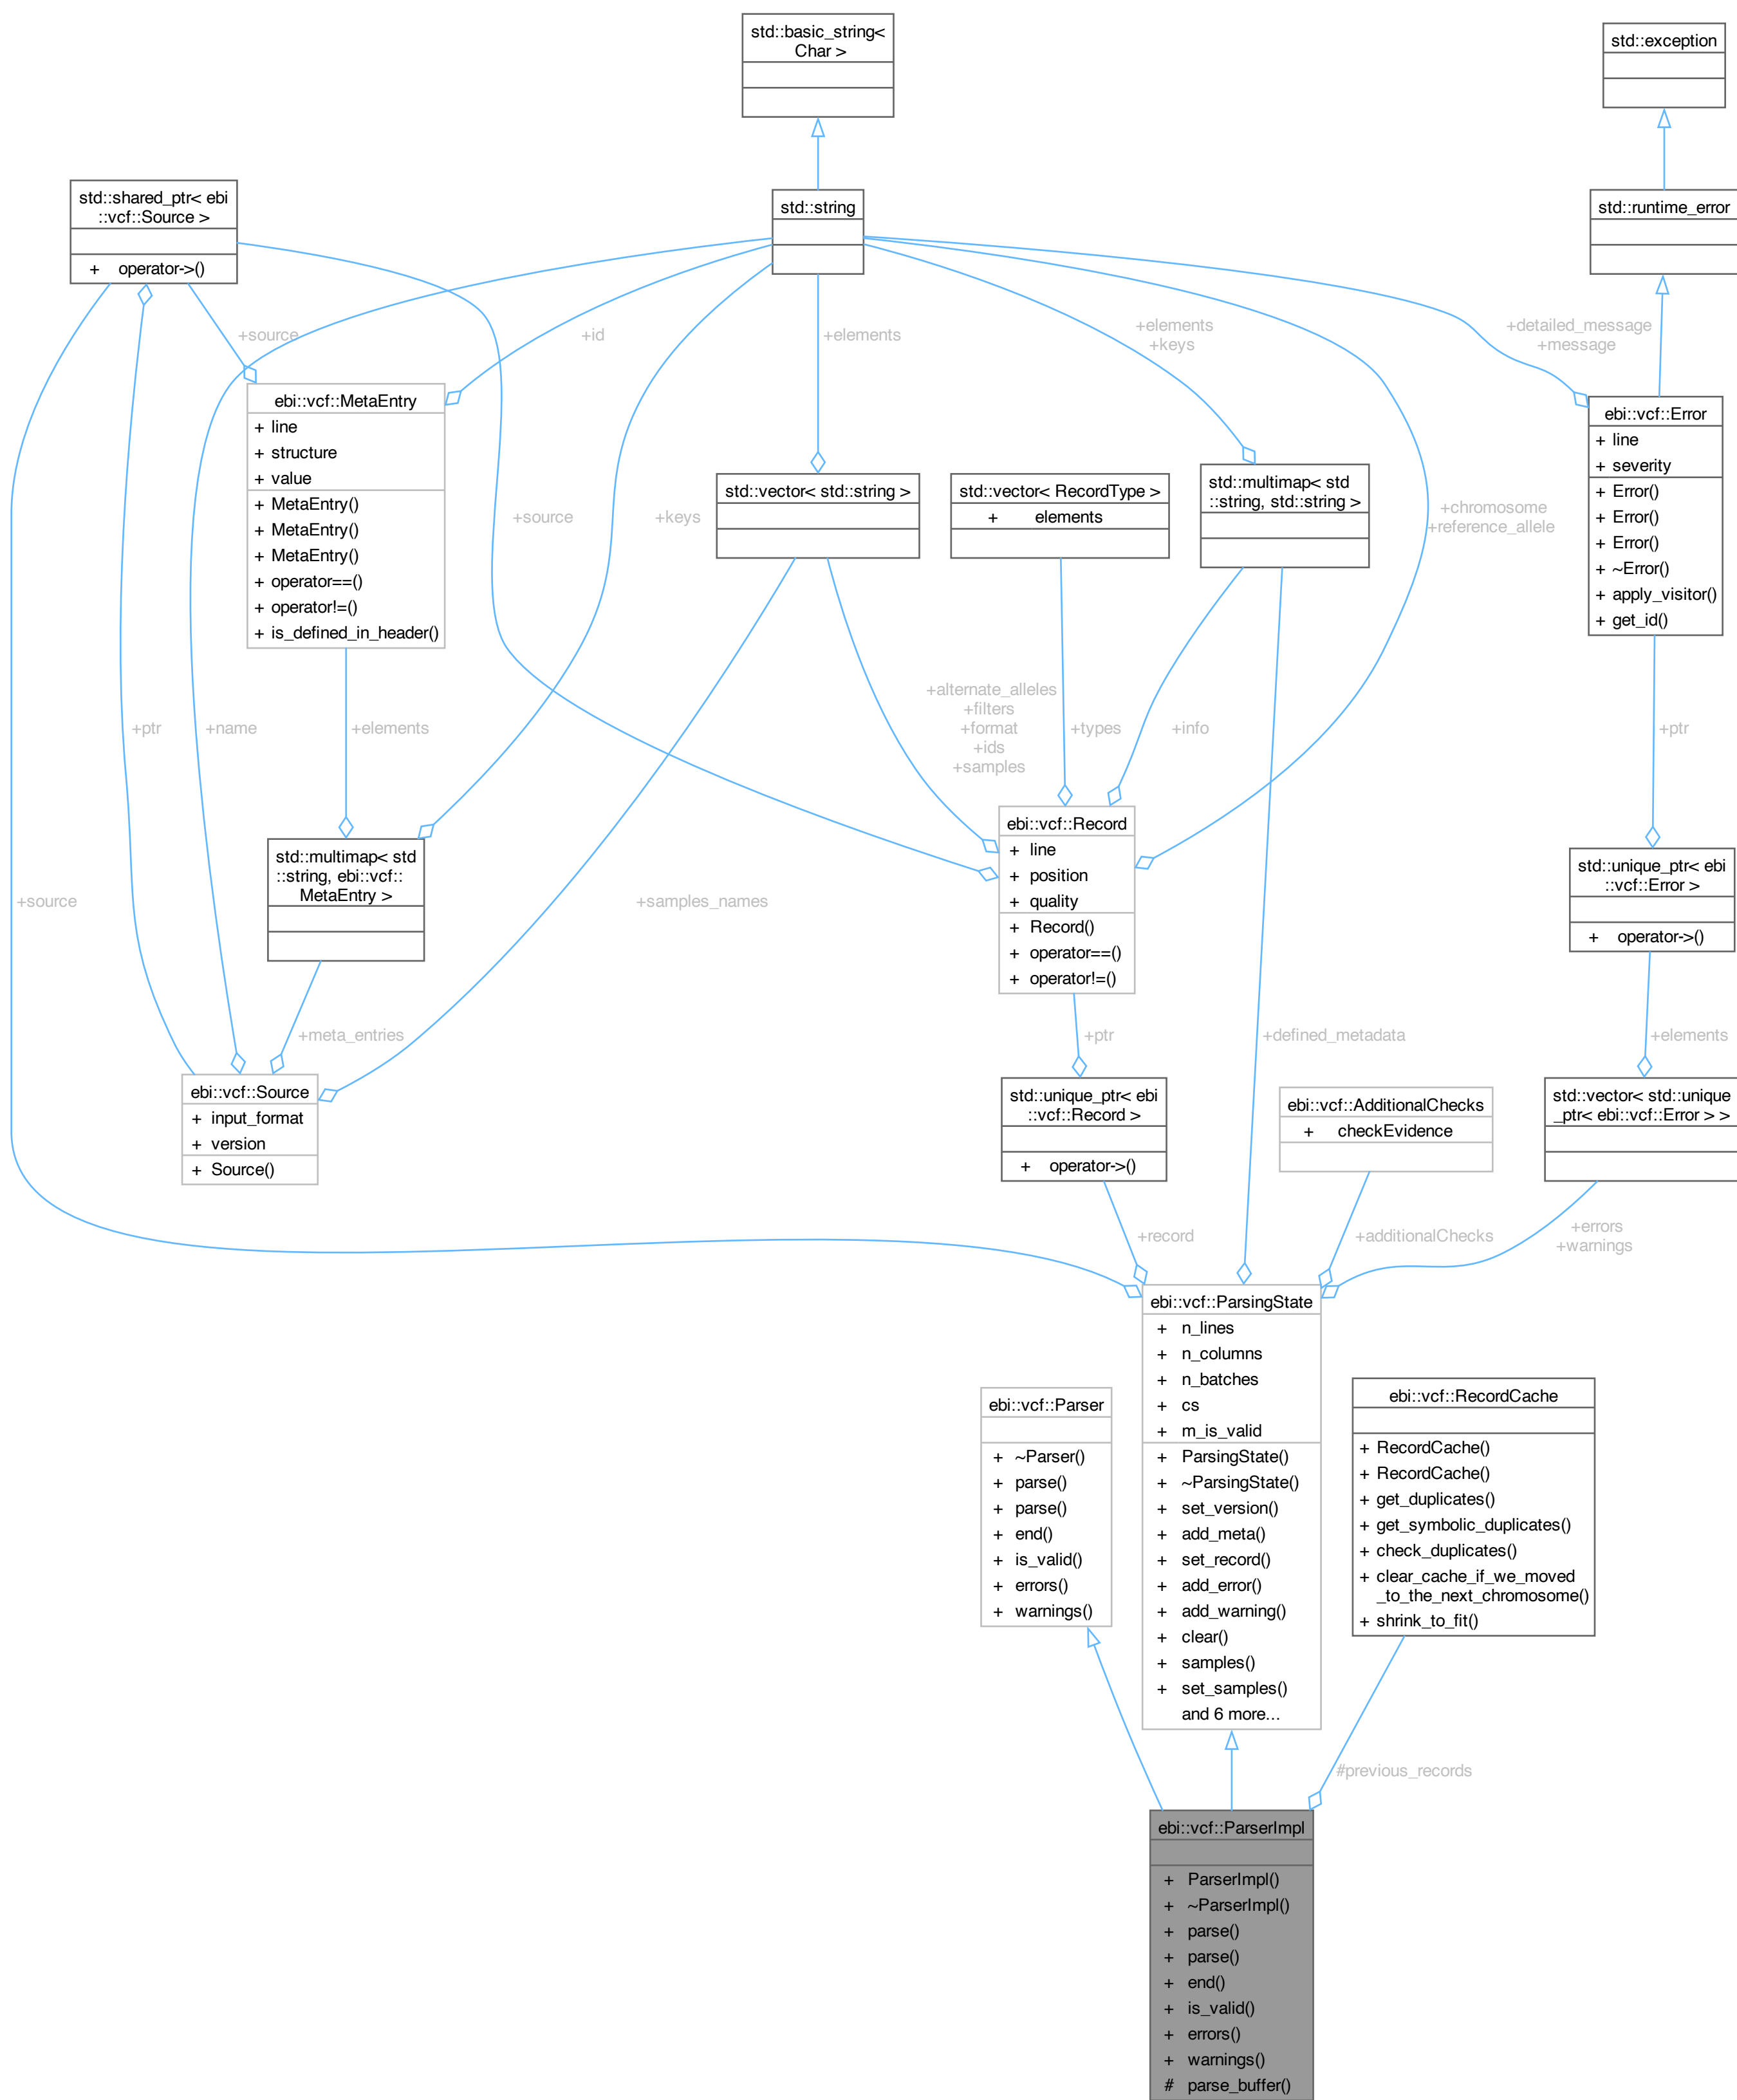 std::basic_string<
Char >
std::exception
std::shared_ptr< ebi
::vcf::Source >
+ operator->()
std::string
std::runtime_error
+source
+id
+elements
+elements
+keys
+detailed_message
+message
ebi::vcf::MetaEntry
+ line
+ structure
+ value
+ MetaEntry()
+ MetaEntry()
+ MetaEntry()
+ operator==()
+ operator!=()
+ is_defined_in_header()
+source
+keys
std::vector< std::string >
std::vector< RecordType >
+ elements
std::multimap< std
::string, std::string >
+chromosome
+reference_allele
ebi::vcf::Error
+ line
+ severity
+ Error()
+ Error()
+ Error()
+ ~Error()
+ apply_visitor()
+ get_id()
+ptr
+name
+elements
+alternate_alleles
+filters
+format
+ids
+samples
+types
+info
+ptr
std::multimap< std
::string, ebi::vcf::
MetaEntry >
+source
+samples_names
ebi::vcf::Record
+ line
+ position
+ quality
+ Record()
+ operator==()
+ operator!=()
std::unique_ptr< ebi
::vcf::Error >
+ operator->()
+meta_entries
+ptr
+defined_metadata
+elements
ebi::vcf::Source
+ input_format
+ version
+ Source()
std::unique_ptr< ebi
::vcf::Record >
+ operator->()
ebi::vcf::AdditionalChecks
+ checkEvidence
std::vector< std::unique
_ptr< ebi::vcf::Error > >
+record
+additionalChecks
+errors
+warnings
ebi::vcf::ParsingState
+ n_lines
+ n_columns
+ n_batches
+ cs
+ m_is_valid
+ ParsingState()
+ ~ParsingState()
+ set_version()
+ add_meta()
+ set_record()
+ add_error()
+ add_warning()
+ clear()
+ samples()
+ set_samples()
and 6 more...
ebi::vcf::Parser
+ ~Parser()
+ parse()
+ parse()
+ end()
+ is_valid()
+ errors()
+ warnings()
ebi::vcf::RecordCache
+ RecordCache()
+ RecordCache()
+ get_duplicates()
+ get_symbolic_duplicates()
+ check_duplicates()
+ clear_cache_if_we_moved
_to_the_next_chromosome()
+ shrink_to_fit()
#previous_records
ebi::vcf::ParserImpl
+ ParserImpl()
+ ~ParserImpl()
+ parse()
+ parse()
+ end()
+ is_valid()
+ errors()
+ warnings()
# parse_buffer()